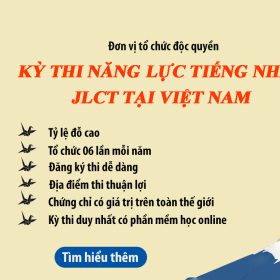 Đơn vị tổ chức độc quyền
KỲ THI NĂNG LỰC TIẾNG NH
JLCT TẠI VIỆT NAM
Tỷ lệ đỗ cao
Tổ chức 06 lần mỗi năm
Đăng ký thi dễ dàng
Địa điểm thi thuận lợi
Chứng chỉ có giá trị trên toàn thế giới
Kỳ thi duy nhất có phần mềm học online
Tìm hiểu thêm